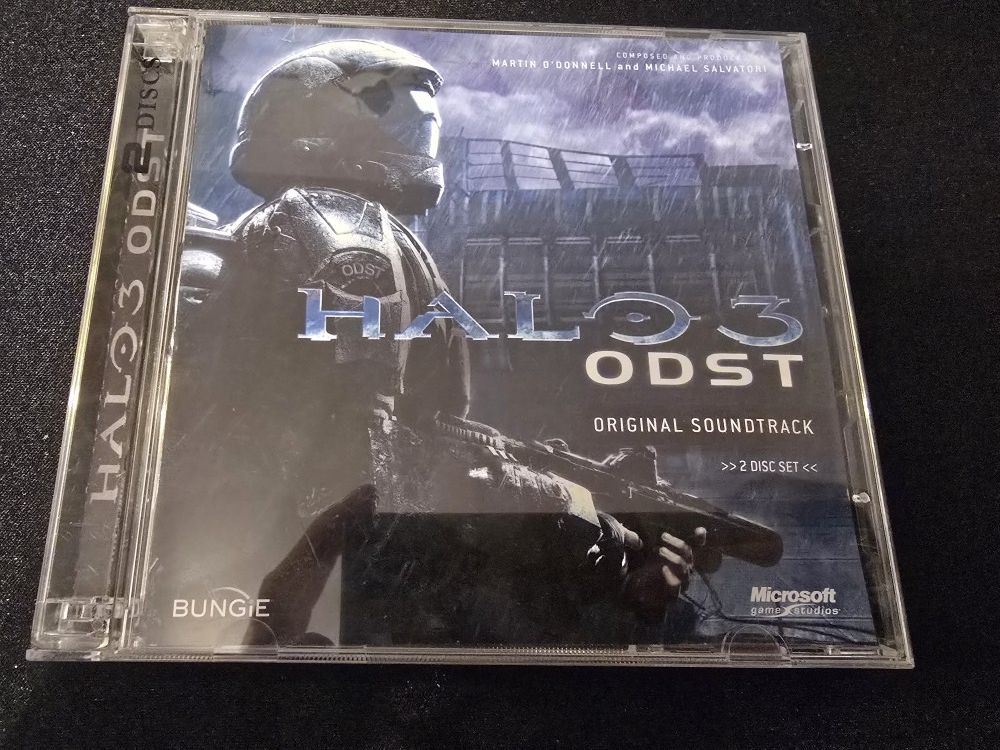 COMPOSED AND PRODUCED BY
MARTIN O'DONNELL and MICHAEL SALVATORI
ODST
HALO 3
ODST
ORIGINAL SOUNDTRACK
>> 2 DISC SET <<
BUNGiE
Microsoft
game studios
HALO 3 ODST
2 DISCS